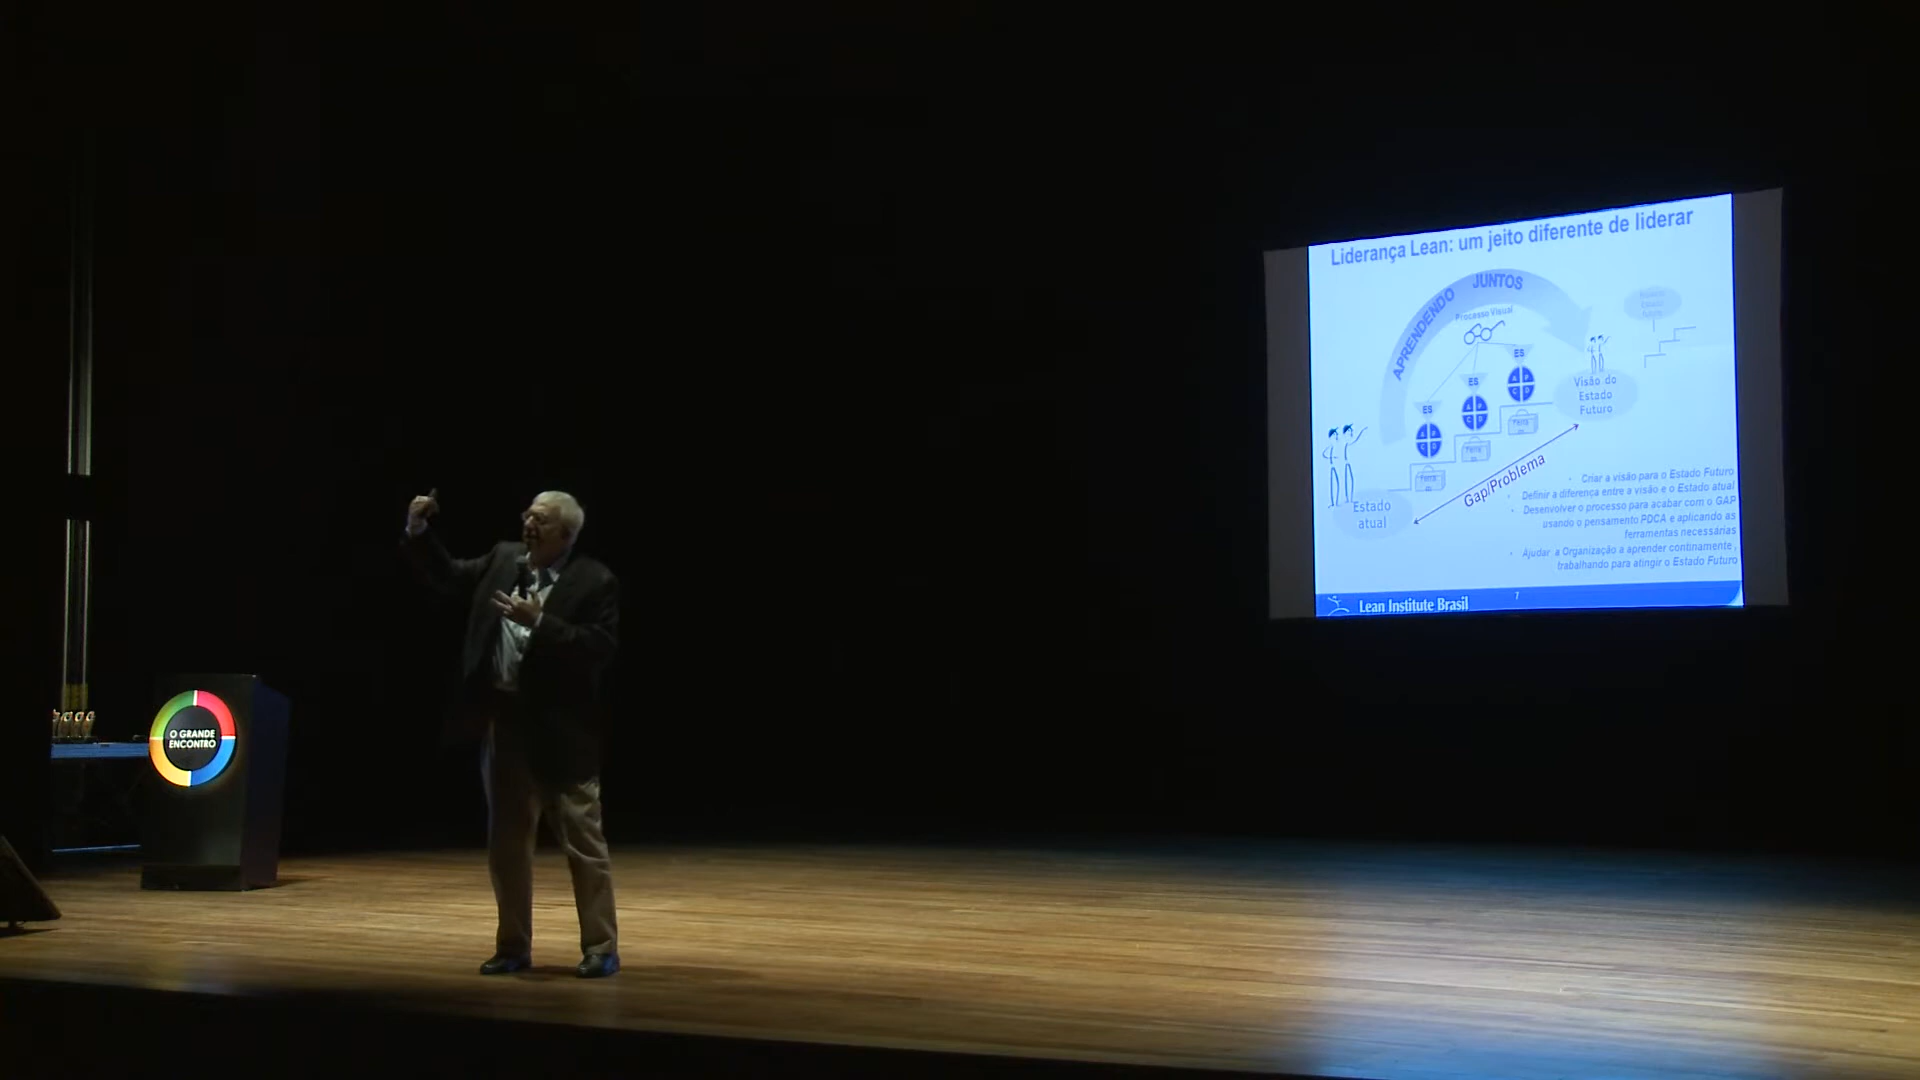 Liderança Lean: um jeito diferente de liderar
APRENDENDO JUNTOS
Processo Visual
ES
ES
ES
A P
C D
A P
C D
A P
C D
Visão do
Estado
Futuro
Estado
atual
Gap/Problema
• Criar a visão para o Estado Futuro
• Definir a diferença entre a visão e o Estado atual
• Desenvolver o processo para acabar com o GAP
usando o pensamento PDCA e aplicando as
ferramentas necessárias
• Ajudar a Organização a aprender continamente,
trabalhando para atingir o Estado Futuro
Lean Institute Brasil
7
O GRANDE
ENCONTRO